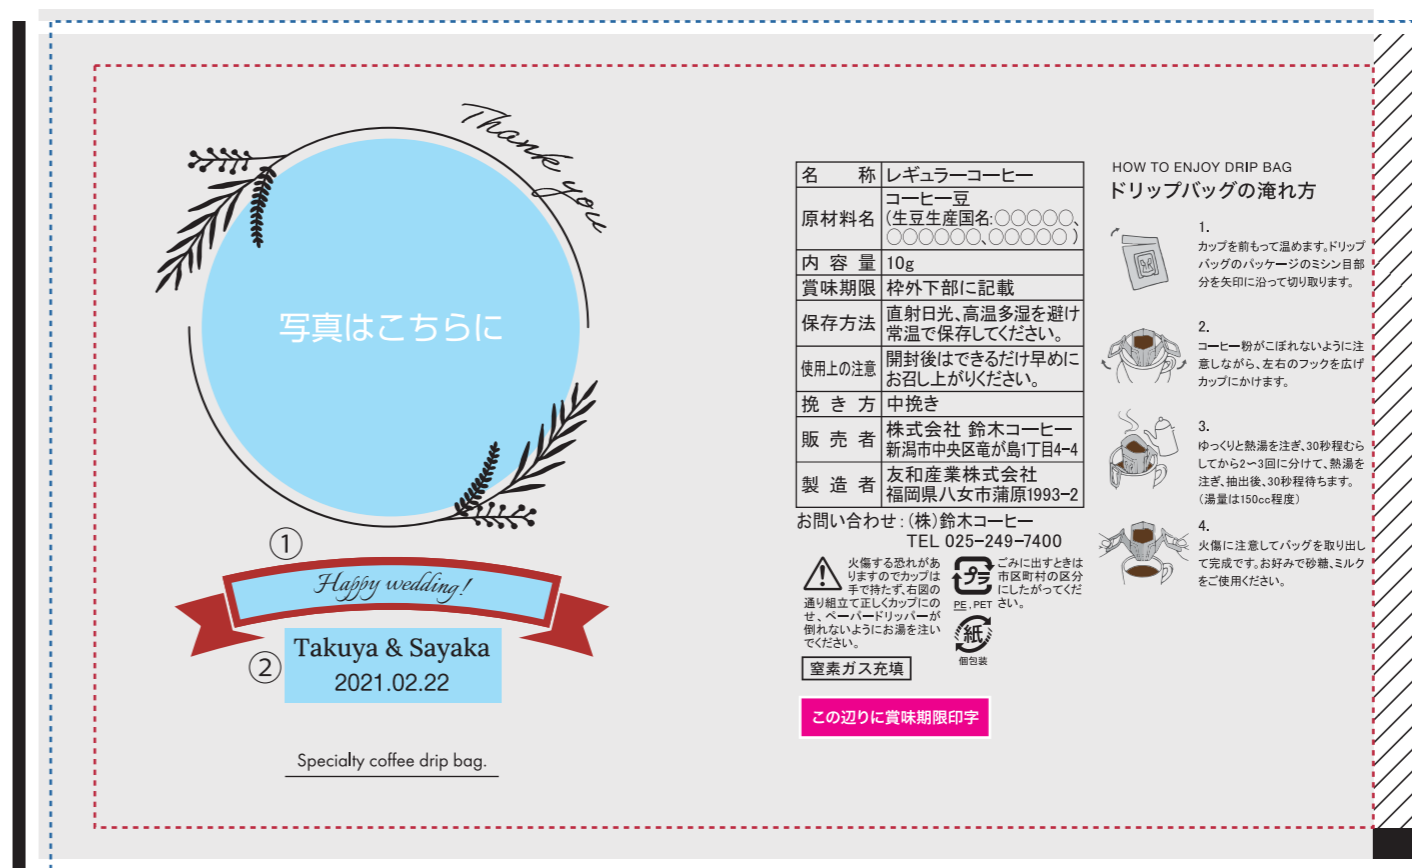 Thank you
写真はこちらに
①
Happy wedding!
②
Takuya & Sayaka
2021.02.22
Specialty coffee drip bag.
名 称 レギュラーコーヒー
原材料名 コーヒー豆
(生豆生産国名:○○○○○、
○○○○○○、○○○○○ )
内 容 量 10g
賞味期限 枠外下部に記載
保存方法 直射日光、高温多湿を避け
常温で保存してください。
使用上の注意 開封後はできるだけ早めに
お召し上がりください。
挽 き 方 中挽き
販 売 者 株式会社 鈴木コーヒー
新潟市中央区竜が島1丁目4-4
製 造 者 友和産業株式会社
福岡県八女市蒲原1993-2
お問い合わせ:(株)鈴木コーヒー
TEL 025-249-7400
火傷する恐れがあ
りますのでカップは
手で持たず、右図の
通り組立て正しくカップにの
せ、ペーパードリッパーが
倒れないようにお湯を注い
でください。
プラ
PE,PET
ごみに出すときは
市区町村の区分
にしたがってくだ
さい。
紙
個包装
窒素ガス充填
この辺りに賞味期限印字
HOW TO ENJOY DRIP BAG
ドリップバッグの淹れ方
1.
カップを前もって温めます。ドリップ
バッグのパッケージのミシン目部
分を矢印に沿って切り取ります。
2.
コーヒー粉がこぼれないように注
意しながら、左右のフックを広げ
カップにかけます。
3.
ゆっくりと熱湯を注ぎ、30秒程むら
してから2〜3回に分けて、熱湯を
注ぎ、抽出後、30秒程待ちます。
(湯量は150cc程度)
4.
火傷に注意してバッグを取り出し
て完成です。お好みで砂糖、ミルク
をご使用ください。